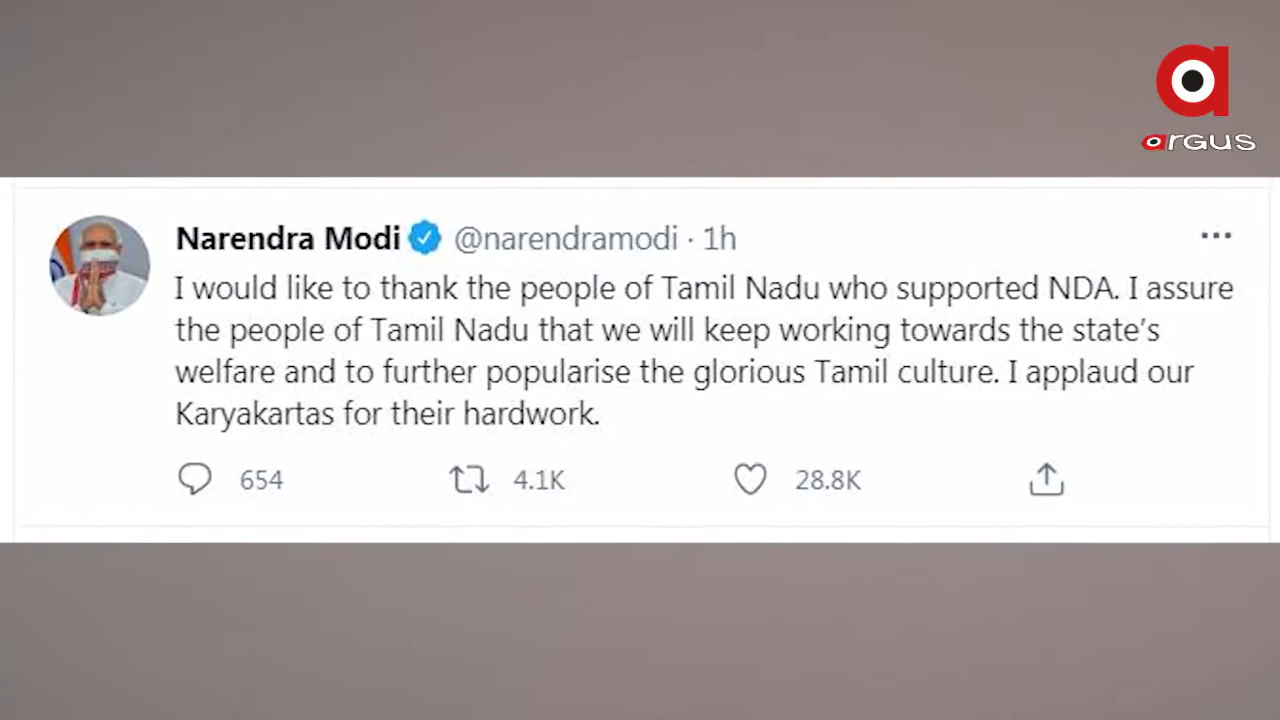 a
argus
Narendra Modi @narendramodi · 1h
I would like to thank the people of Tamil Nadu who supported NDA. I assure
the people of Tamil Nadu that we will keep working towards the state's
welfare and to further popularise the glorious Tamil culture. I applaud our
Karyakartas for their hardwork.
654 4.1K 28.8K